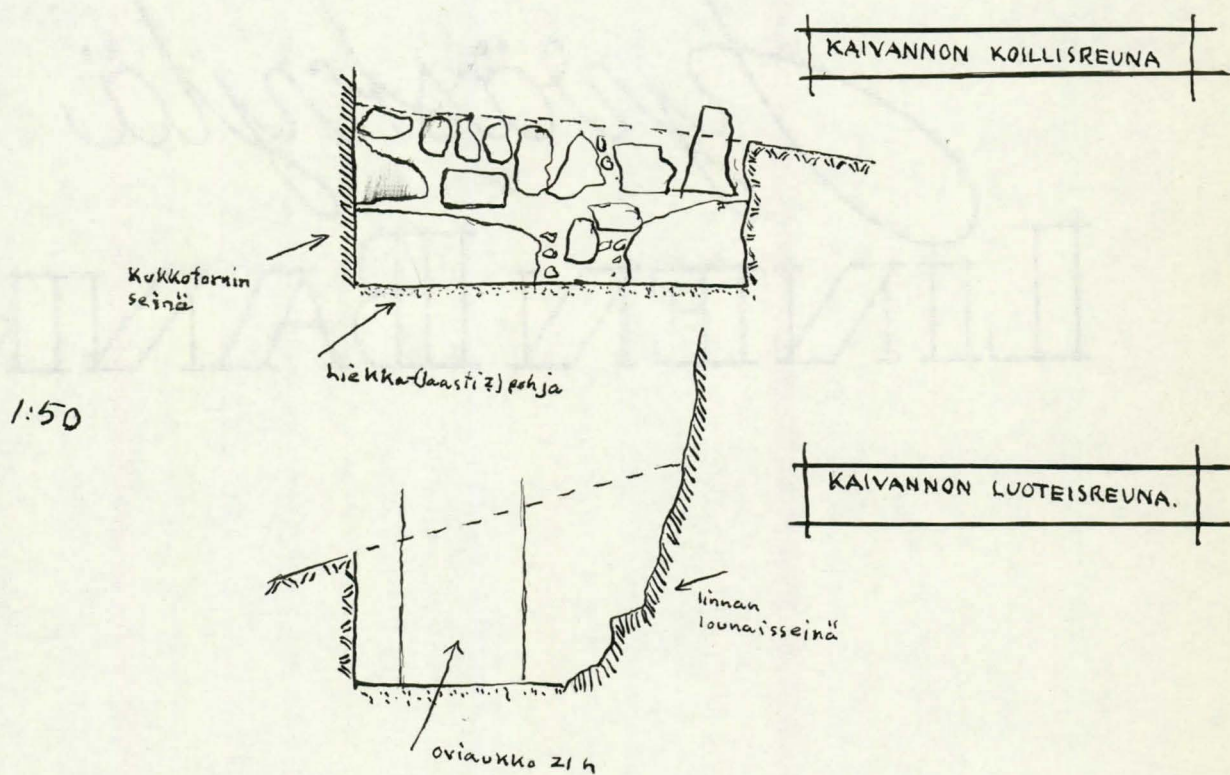 KAIVANNON KOILLISREUNA
Kukkotornin
seinä
hiekka-(laasti?) pohja
1:50
KAIVANNON LUOTEISREUNA.
linnan
lounaisseinä
oviaukko 21 h